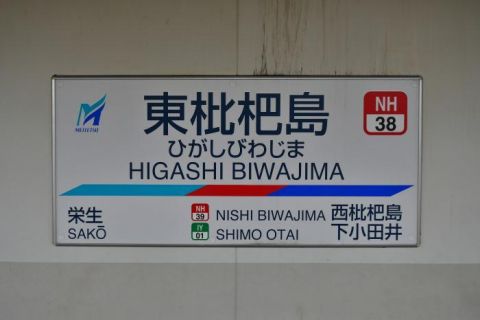 MEITETSU
東枇杷島
NH
38
ひがしびわじま
HIGASHI BIWAJIMA
栄生
SAKŌ
NH
39
NISHI BIWAJIMA 西枇杷島
IY
01
SHIMO OTAI 下小田井